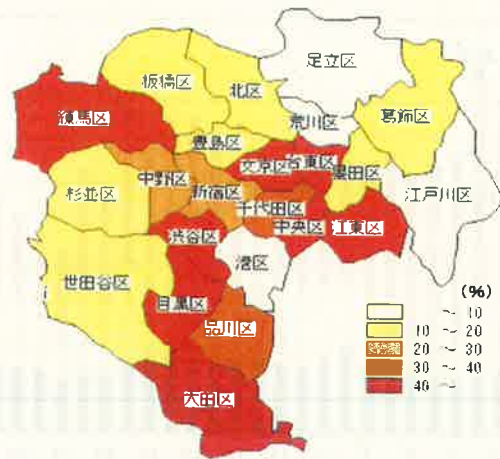 足立区
板橋区
北区
葛飾区
練馬区
荒川区
豊島区
文京区
台東区
墨田区
中野区
杉並区
新宿区
江戸川区
千代田区
渋谷区
中央区
江東区
港区
世田谷区
目黒区
品川区
大田区
(%)
～ 10
10 ～ 20
20 ～ 30
30 ～ 40
40 ～